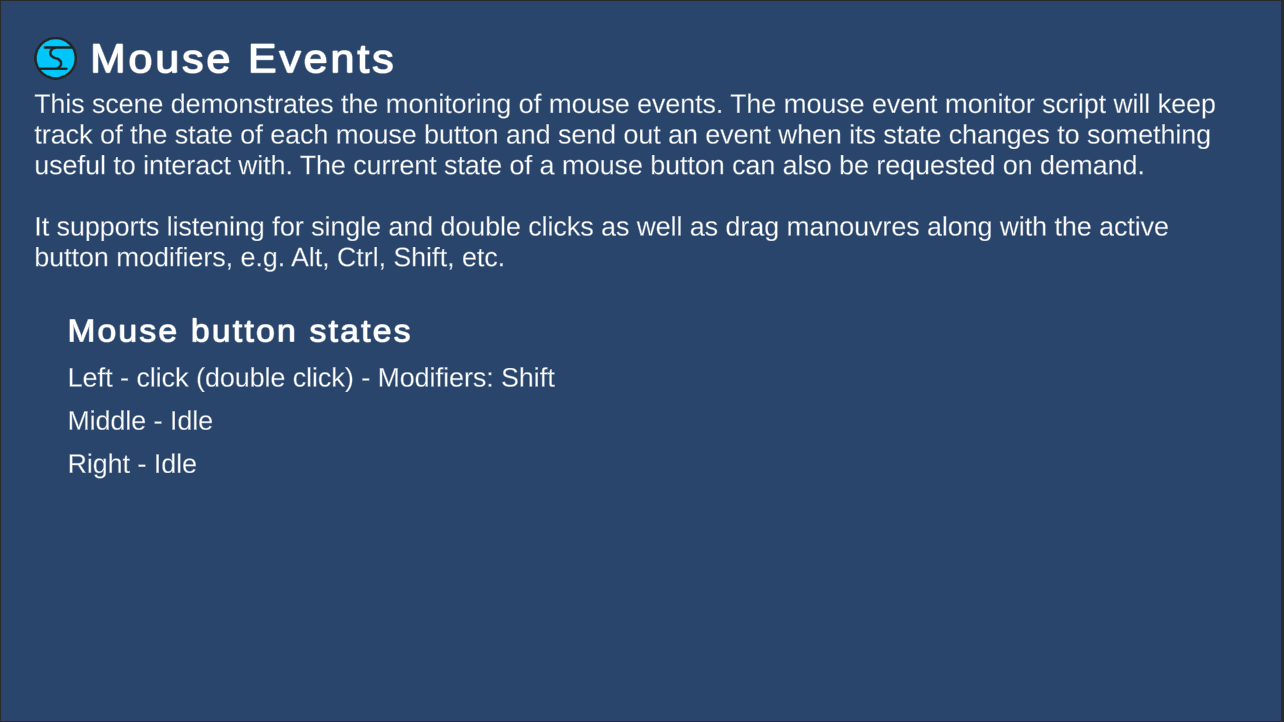 Mouse Events
This scene demonstrates the monitoring of mouse events. The mouse event monitor script will keep
track of the state of each mouse button and send out an event when its state changes to something
useful to interact with. The current state of a mouse button can also be requested on demand.
It supports listening for single and double clicks as well as drag manouvres along with the active
button modifiers, e.g. Alt, Ctrl, Shift, etc.
Mouse button states
Left - click (double click) - Modifiers: Shift
Middle - Idle
Right - Idle